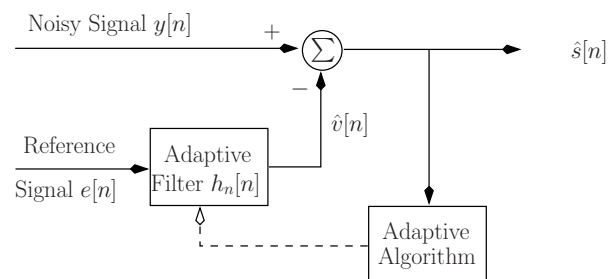 Noisy Signal y[n]
+
∑
ŝ[n]
−
v̂[n]
Reference
Signal e[n]
Adaptive
Filter hₙ[n]
Adaptive
Algorithm